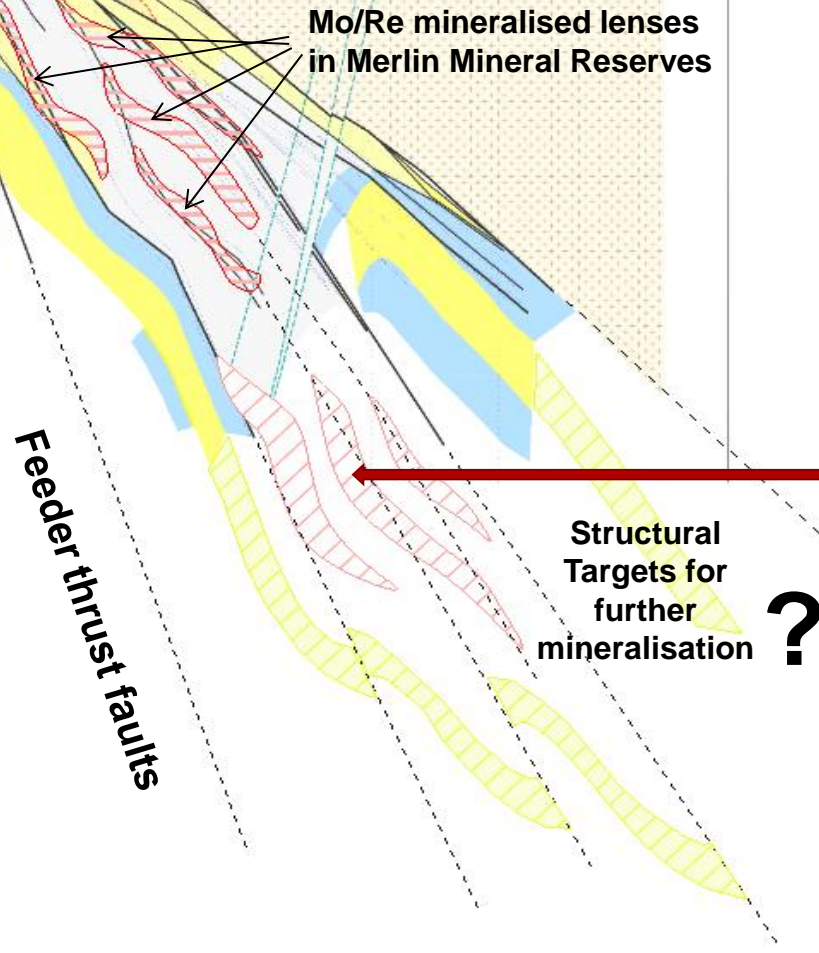 Mo/Re mineralised lenses
in Merlin Mineral Reserves
Feeder thrust faults
Structural
Targets for
further
mineralisation
?